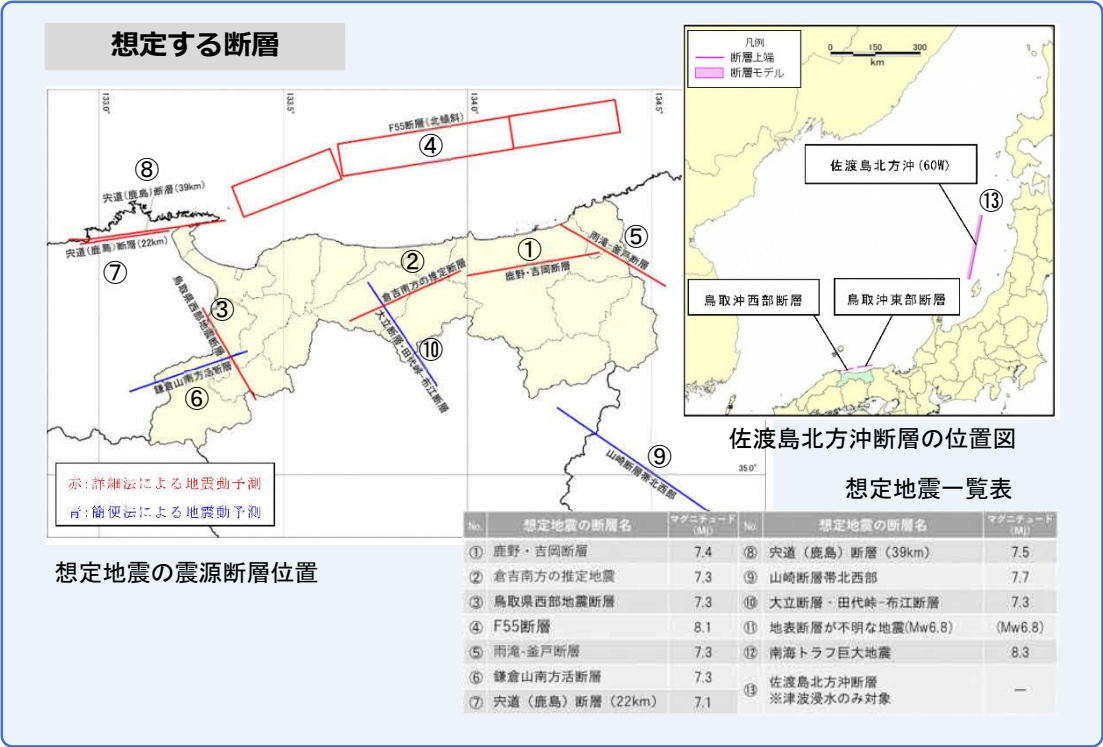 想定する断層
133.0°
133.5°
134.0°
134.5°
F55断層(北傾斜)
④
⑧
宍道(鹿島)断層(39km)
宍道(鹿島)断層(22km)
⑦
①
鹿野・吉岡断層
②
倉吉南方の推定断層
③
鳥取県西部地震断層
⑤
雨滝-釜戸断層
⑩
大立断層・田代峠-布江断層
鎌倉山南方活断層
⑥
⑨
山崎断層帯北西部
35.0°
赤:詳細法による地震動予測
青:簡便法による地震動予測
想定地震の震源断層位置
凡例
断層上端
断層モデル
0 150 300
km
佐渡島北方沖(60W)
⑬
鳥取沖西部断層
鳥取沖東部断層
佐渡島北方沖断層の位置図
想定地震一覧表
No. 想定地震の断層名 マグニチュード(Mj) No. 想定地震の断層名 マグニチュード(Mj)
① 鹿野・吉岡断層 7.4 ⑧ 宍道（鹿島）断層（39km） 7.5
② 倉吉南方の推定地震 7.3 ⑨ 山崎断層帯北西部 7.7
③ 鳥取県西部地震断層 7.3 ⑩ 大立断層・田代峠-布江断層 7.3
④ F55断層 8.1 ⑪ 地表断層が不明な地震(Mw6.8) (Mw6.8)
⑤ 雨滝-釜戸断層 7.3 ⑫ 南海トラフ巨大地震 8.3
⑥ 鎌倉山南方活断層 7.3 ⑬ 佐渡島北方沖断層 －
※津波浸水のみ対象
⑦ 宍道（鹿島）断層（22km） 7.1